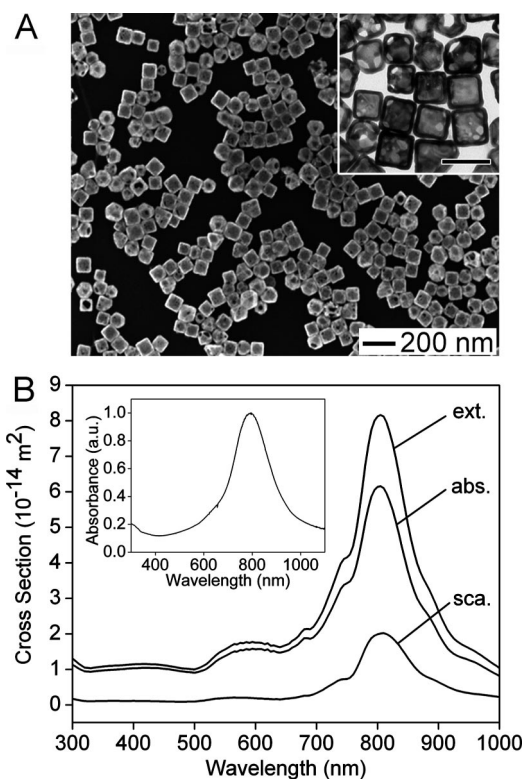 A
200 nm
B
Cross Section (10⁻¹⁴ m²)
9
8
7
6
5
4
3
2
1
0
300 400 500 600 700 800 900 1000
Wavelength (nm)
ext.
abs.
sca.
Absorbance (a.u.)
1.0
0.8
0.6
0.4
0.2
0.0
400 600 800 1000
Wavelength (nm)